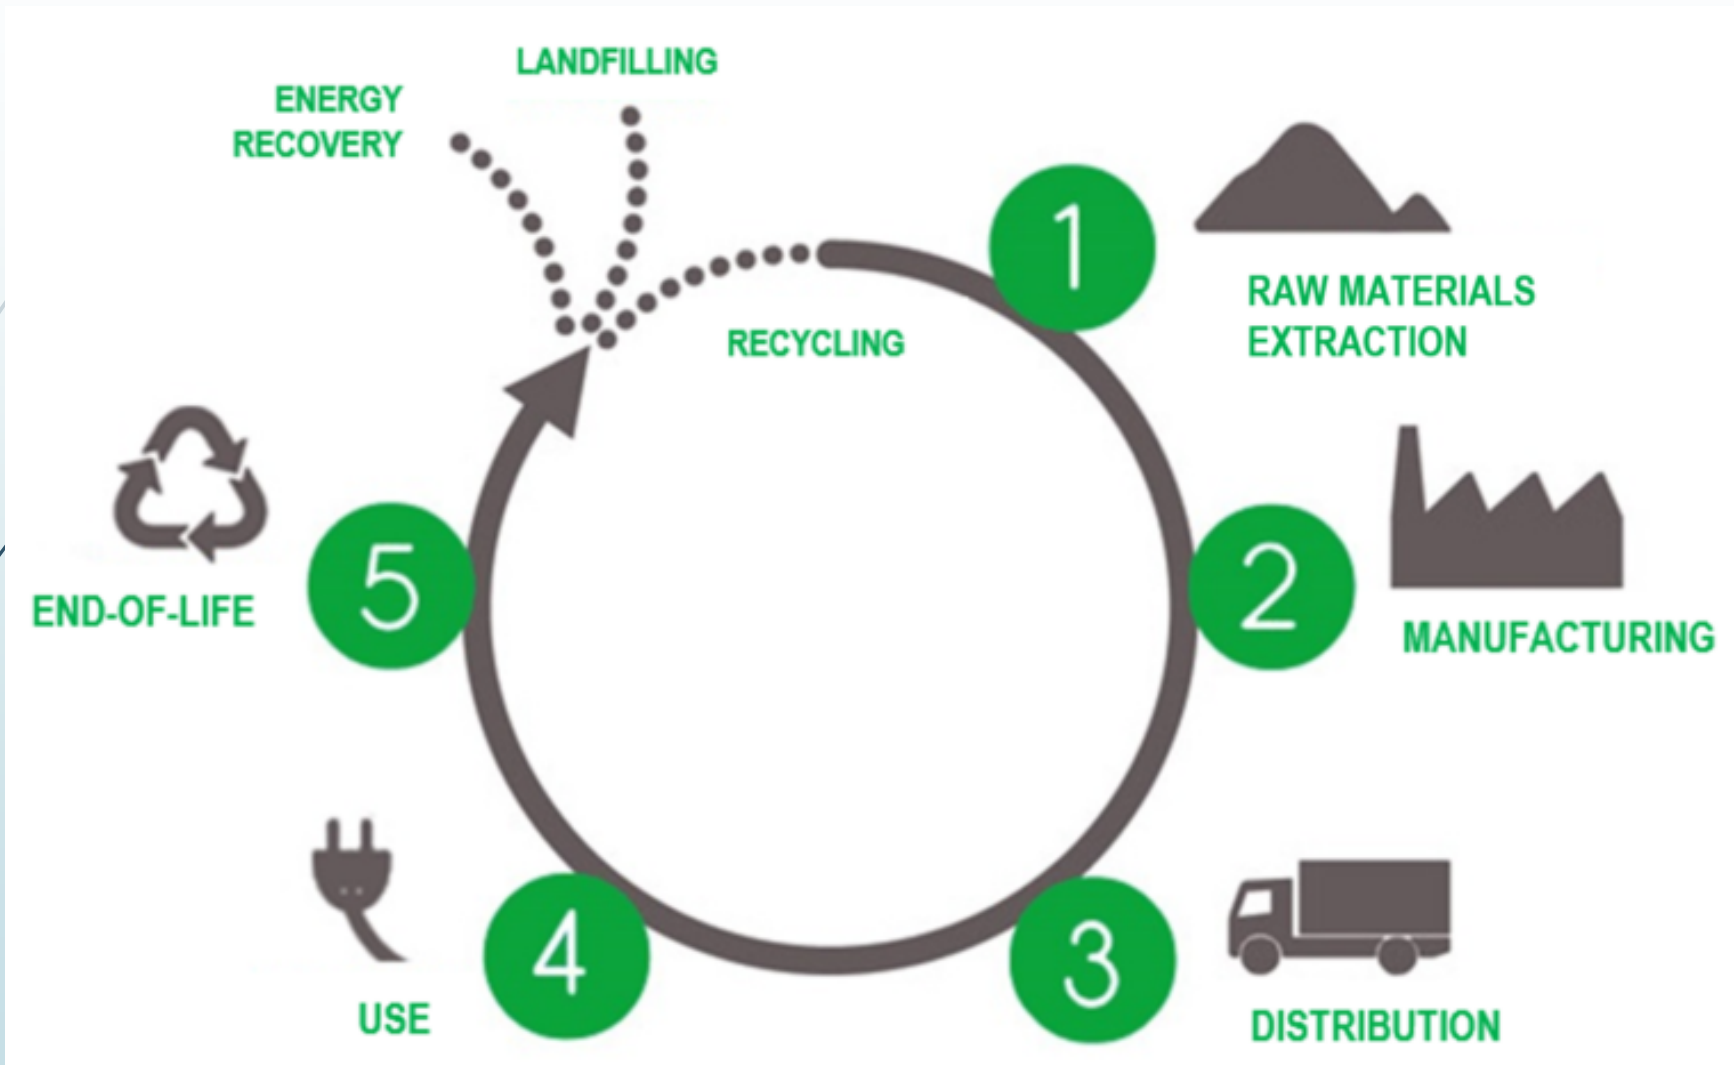 LANDFILLING
ENERGY
RECOVERY
1
RAW MATERIALS
EXTRACTION
RECYCLING
2
MANUFACTURING
5
END-OF-LIFE
4
USE
3
DISTRIBUTION